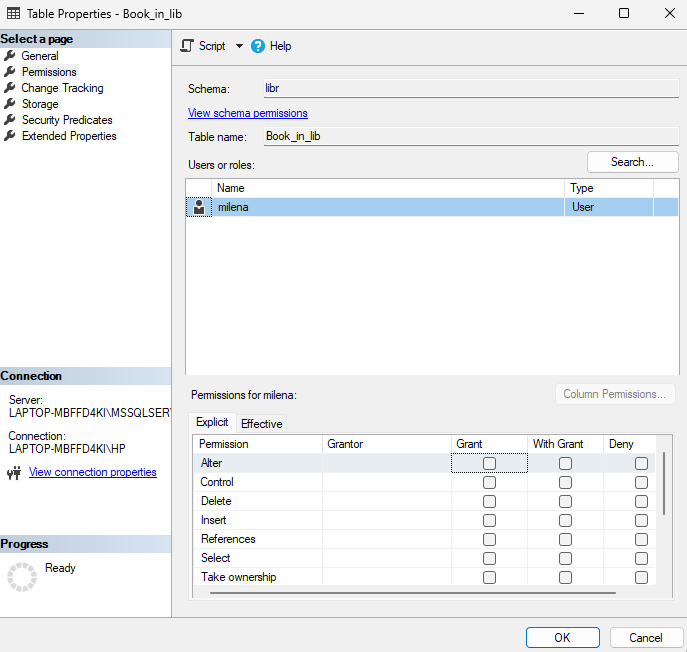 Table Properties - Book_in_lib
Select a page
General
Permissions
Change Tracking
Storage
Security Predicates
Extended Properties
Connection
Server:
LAPTOP-MBFFD4KI\MSSQLSER
Connection:
LAPTOP-MBFFD4KI\HP
View connection properties
Progress
Ready
Script Help
Schema: libr
View schema permissions
Table name: Book_in_lib
Users or roles: Search...
Name Type
milena User
Permissions for milena: Column Permissions...
Explicit Effective
Permission Grantor Grant With Grant Deny
Alter
Control
Delete
Insert
References
Select
Take ownership
OK Cancel